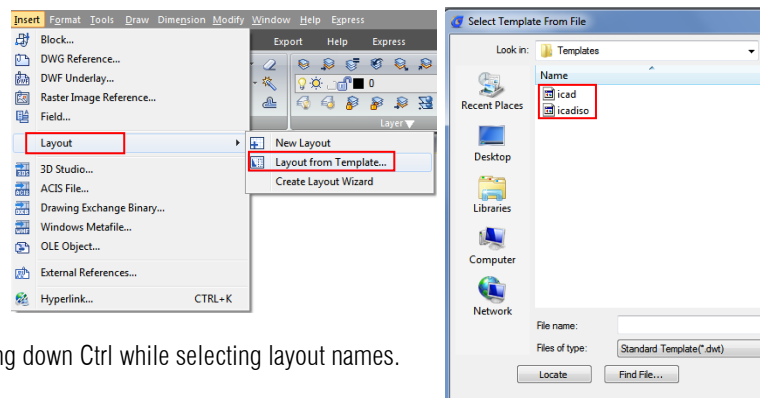 Insert Format Tools Draw Dimension Modify Window Help Express
Block...
DWG Reference...
DWF Underlay...
Raster Image Reference...
Field...
Layout
3D Studio...
ACIS File...
Drawing Exchange Binary...
Windows Metafile...
OLE Object...
External References...
Hyperlink... CTRL+K
Export Help Express
0
Layer
New Layout
Layout from Template...
Create Layout Wizard
ng down Ctrl while selecting layout names.
Select Template From File
Look in: Templates
Name
icad
icadiso
Recent Places
Desktop
Libraries
Computer
Network
File name:
Files of type: Standard Template(*.dwt)
Locate Find File...